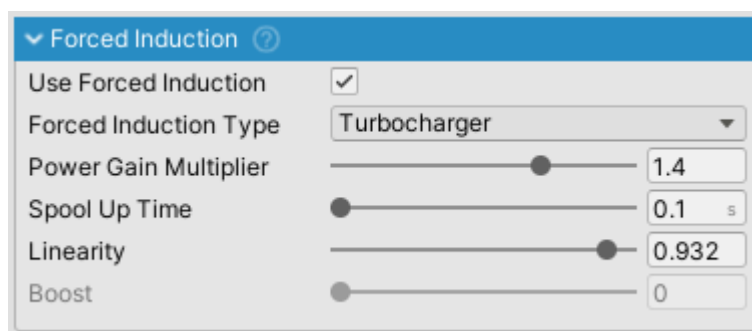 Forced Induction ?
Use Forced Induction
Forced Induction Type Turbocharger
Power Gain Multiplier 1.4
Spool Up Time 0.1 s
Linearity 0.932
Boost 0